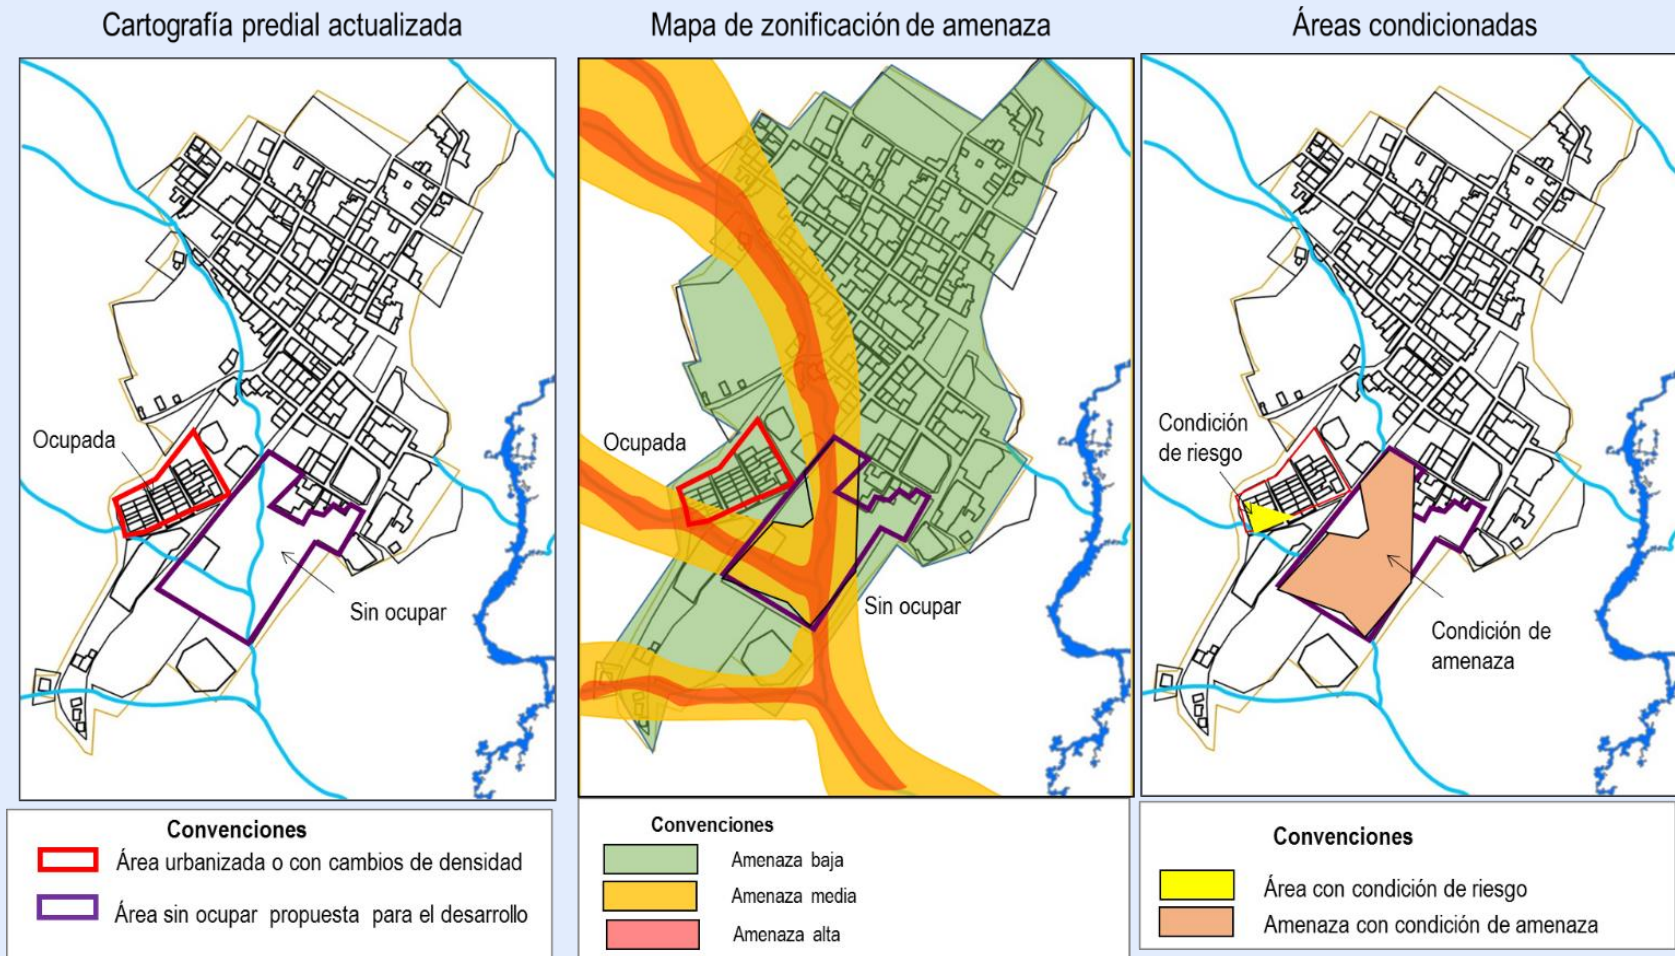 Cartografía predial actualizada
Mapa de zonificación de amenaza
Áreas condicionadas
Ocupada
Sin ocupar
Ocupada
Sin ocupar
Condición
de riesgo
Condición de
amenaza
Convenciones
Área urbanizada o con cambios de densidad
Área sin ocupar propuesta para el desarrollo
Convenciones
Amenaza baja
Amenaza media
Amenaza alta
Convenciones
Área con condición de riesgo
Amenaza con condición de amenaza